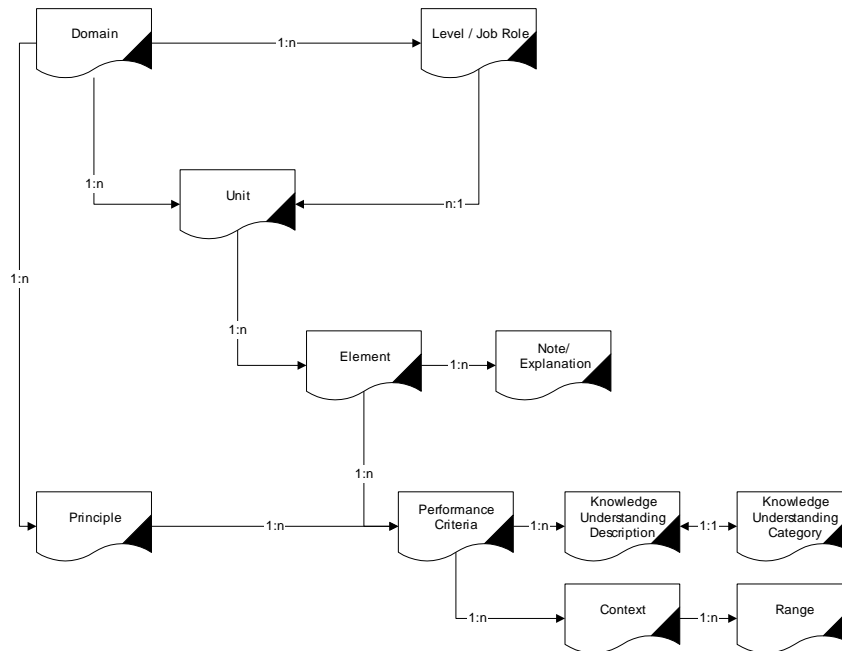 Domain
1:n
Level / Job Role
1:n
Unit
n:1
1:n
1:n
Element
1:n
Note/
Explanation
1:n
Principle
1:n
Performance
Criteria
1:n
Knowledge
Understanding
Description
1:1
Knowledge
Understanding
Category
1:n
Context
1:n
Range